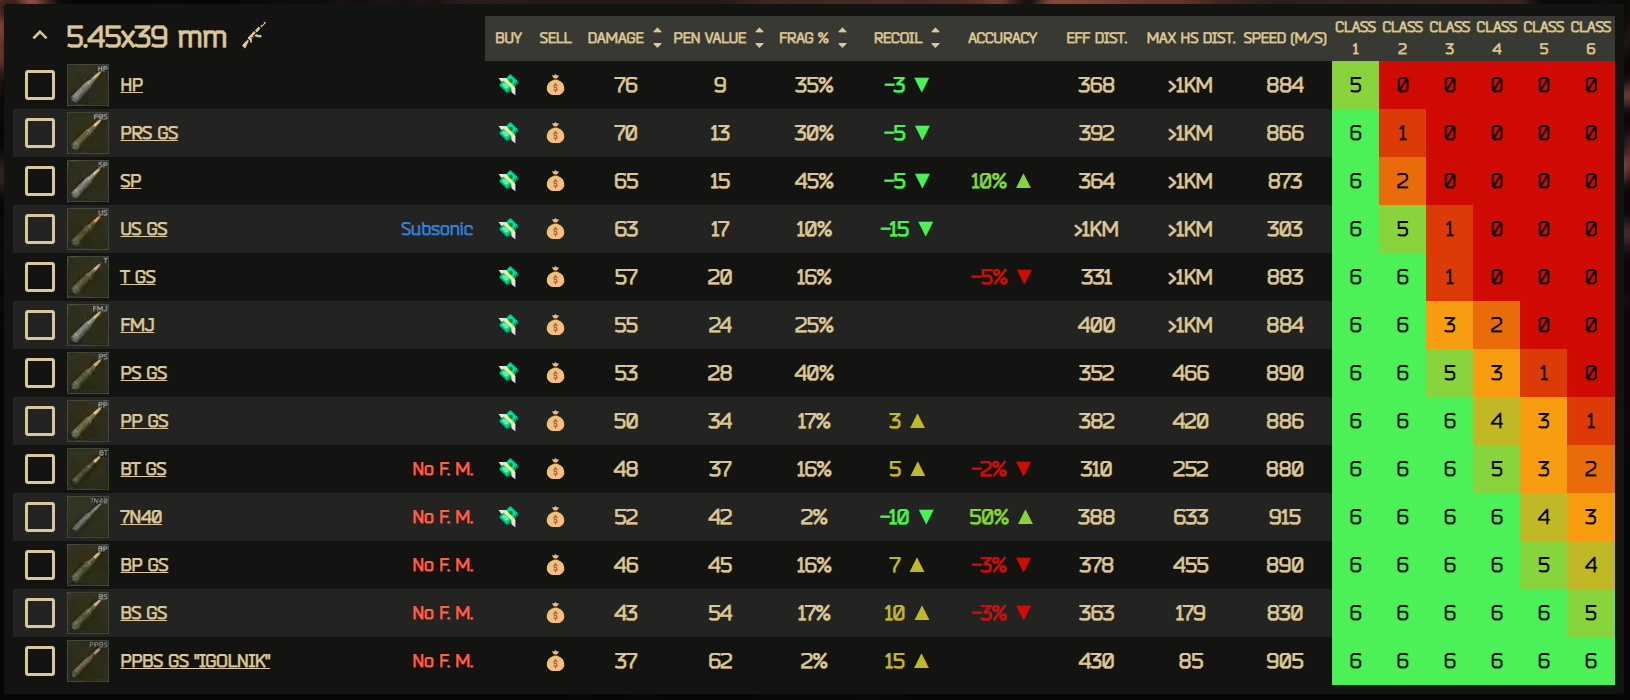 5.45x39 mm BUY SELL DAMAGE PEN VALUE FRAG % RECOIL ACCURACY EFF DIST. MAX HS DIST. SPEED (M/S) CLASS 1 CLASS 2 CLASS 3 CLASS 4 CLASS 5 CLASS 6
HP HP 76 9 35% -3 ▼ 368 >1KM 884 5 0 0 0 0 0
PRS PRS GS 70 13 30% -5 ▼ 392 >1KM 866 6 1 0 0 0 0
SP SP 65 15 45% -5 ▼ 10% ▲ 364 >1KM 873 6 2 0 0 0 0
US US GS Subsonic 63 17 10% -15 ▼ >1KM >1KM 303 6 5 1 0 0 0
T T GS 57 20 16% -5% ▼ 331 >1KM 883 6 6 1 0 0 0
FMJ FMJ 55 24 25% 400 >1KM 884 6 6 3 2 0 0
PS PS GS 53 28 40% 352 466 890 6 6 5 3 1 0
PP PP GS 50 34 17% 3 ▲ 382 420 886 6 6 6 4 3 1
BT BT GS No F. M. 48 37 16% 5 ▲ -2% ▼ 310 252 880 6 6 6 5 3 2
7N40 7N40 No F. M. 52 42 2% -10 ▼ 50% ▲ 388 633 915 6 6 6 6 4 3
BP BP GS No F. M. 46 45 16% 7 ▲ -3% ▼ 378 455 890 6 6 6 6 5 4
BS BS GS No F. M. 43 54 17% 10 ▲ -3% ▼ 363 179 830 6 6 6 6 6 5
PPBS PPBS GS "IGOLNIK" No F. M. 37 62 2% 15 ▲ 430 85 905 6 6 6 6 6 6